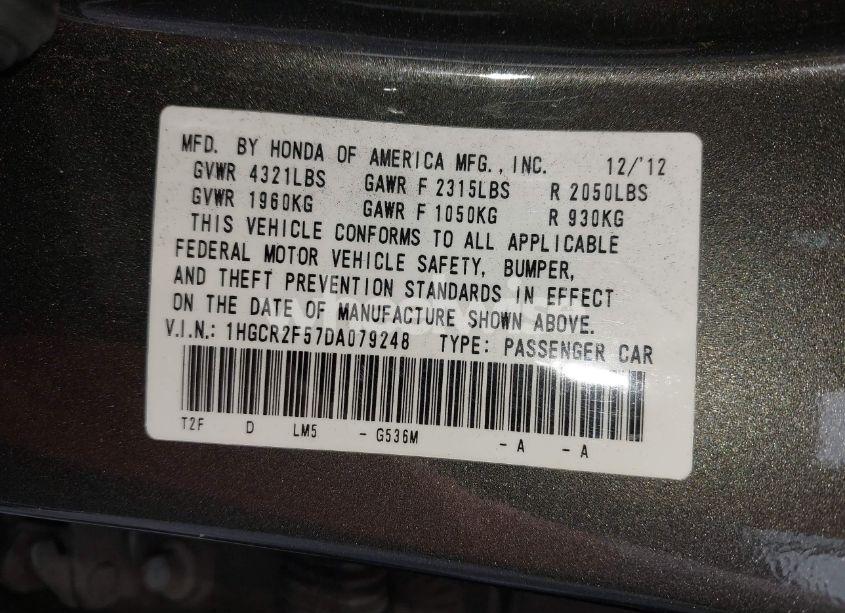 MFD. BY HONDA OF AMERICA MFG., INC. 12/'12
GVWR 4321LBS GAWR F 2315LBS R 2050LBS
GVWR 1960KG GAWR F 1050KG R 930KG
THIS VEHICLE CONFORMS TO ALL APPLICABLE
FEDERAL MOTOR VEHICLE SAFETY, BUMPER,
AND THEFT PREVENTION STANDARDS IN EFFECT
ON THE DATE OF MANUFACTURE SHOWN ABOVE.
V.I.N.: 1HGCR2F57DA079248 TYPE: PASSENGER CAR
T2F D LM5 - G536M - A - A